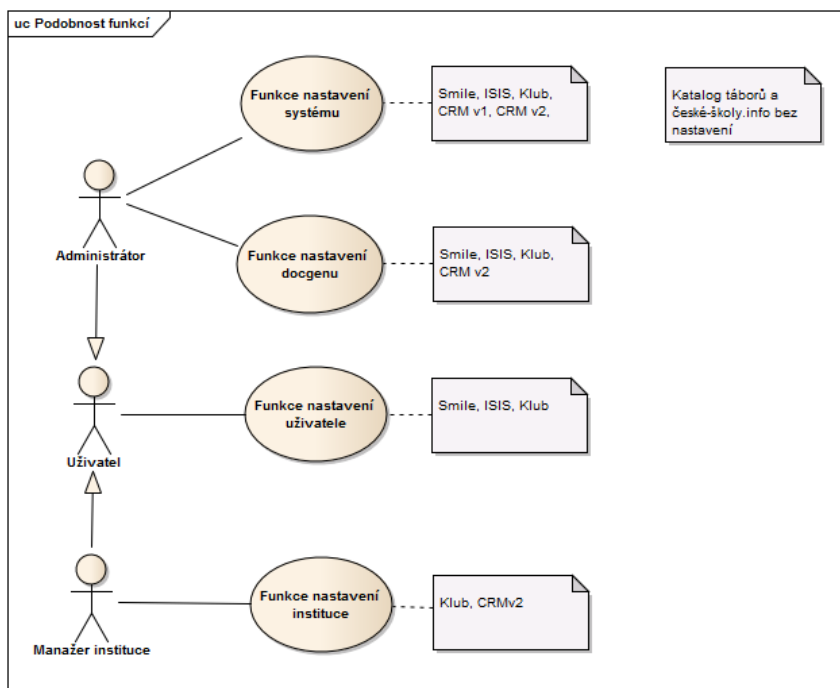 uc Podobnost funkcí
Funkce nastavení
systému
Smile, ISIS, Klub,
CRM v1, CRM v2,
Katalog táborů a
české-školy.info bez
nastavení
Administrátor
Funkce nastavení
docgenu
Smile, ISIS, Klub,
CRM v2
Uživatel
Funkce nastavení
uživatele
Smile, ISIS, Klub
Manažer instituce
Funkce nastavení
instituce
Klub, CRMv2